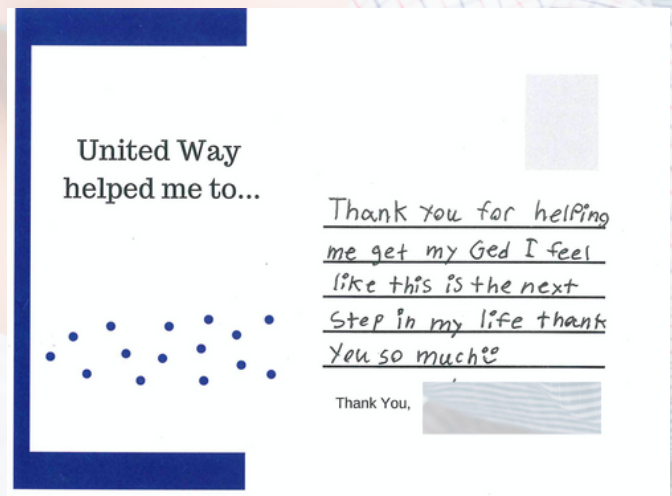 United Way
helped me to...
Thank you for helping
me get my Ged I feel
like this is the next
step in my life thank
you so much
Thank You,